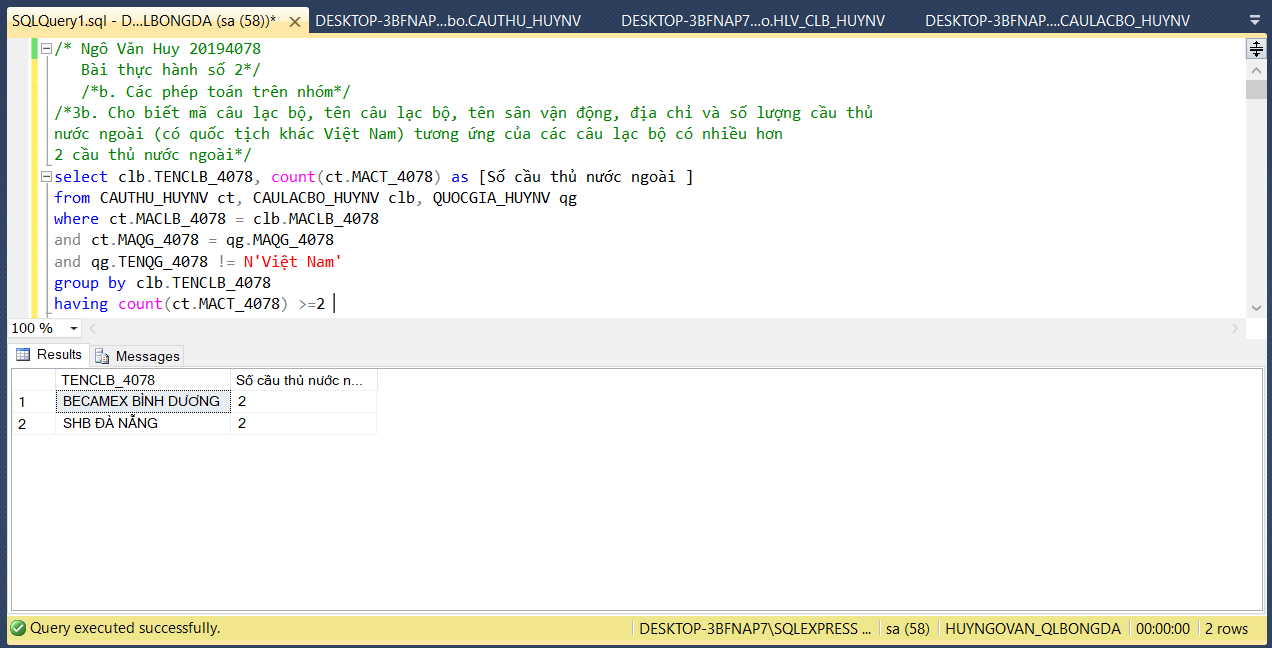 SQLQuery1.sql - D...LBONGDA (sa (58))* DESKTOP-3BFNAP...bo.CAUTHU_HUYNV DESKTOP-3BFNAP7...o.HLV_CLB_HUYNV DESKTOP-3BFNAP....CAULACBO_HUYNV
/* Ngô Văn Huy 20194078
Bài thực hành số 2*/
/*b. Các phép toán trên nhóm*/
/*3b. Cho biết mã câu lạc bộ, tên câu lạc bộ, tên sân vận động, địa chỉ và số lượng cầu thủ
nước ngoài (có quốc tịch khác Việt Nam) tương ứng của các câu lạc bộ có nhiều hơn
2 cầu thủ nước ngoài*/
select clb.TENCLB_4078, count(ct.MACT_4078) as [Số cầu thủ nước ngoài ]
from CAUTHU_HUYNV ct, CAULACBO_HUYNV clb, QUOCGIA_HUYNV qg
where ct.MACLB_4078 = clb.MACLB_4078
and ct.MAQG_4078 = qg.MAQG_4078
and qg.TENQG_4078 != N'Việt Nam'
group by clb.TENCLB_4078
having count(ct.MACT_4078) >=2
100 %
Results Messages
TENCLB_4078 Số cầu thủ nước n...
1 BECAMEX BÌNH DƯƠNG 2
2 SHB ĐÀ NẴNG 2
Query executed successfully. DESKTOP-3BFNAP7\SQLEXPRESS ... sa (58) HUYNGOVAN_QLBONGDA 00:00:00 2 rows